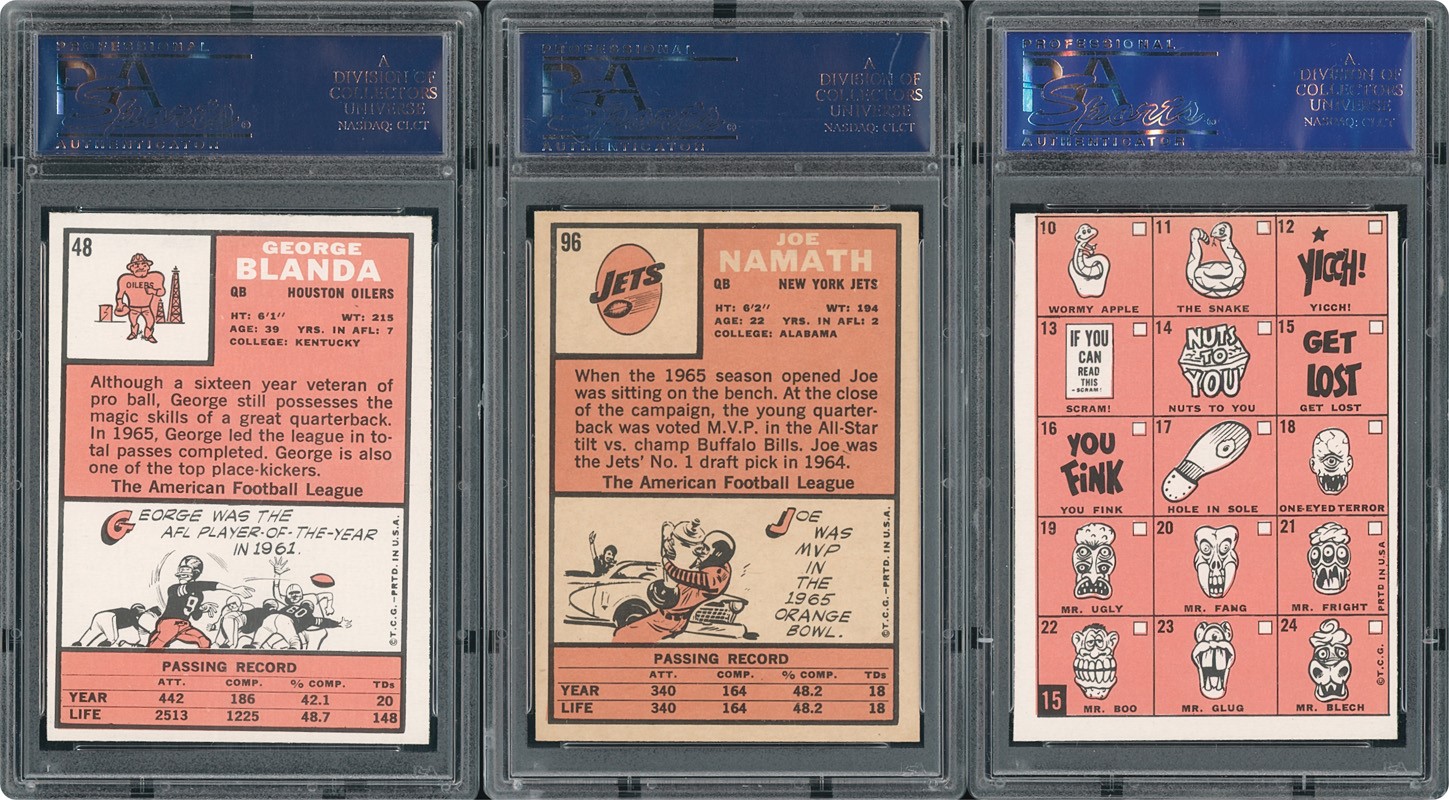 PROFESSIONAL
PSA
Sports
AUTHENTICATOR
A
DIVISION OF
COLLECTORS
UNIVERSE
NASDAQ: CLCT
48
OILERS
GEORGE
BLANDA
QB HOUSTON OILERS
HT: 6'1" WT: 215
AGE: 39 YRS. IN AFL: 7
COLLEGE: KENTUCKY
Although a sixteen year veteran of
pro ball, George still possesses the
magic skills of a great quarterback.
In 1965, George led the league in to-
tal passes completed. George is also
one of the top place-kickers.
The American Football League
GEORGE WAS THE
AFL PLAYER-OF-THE-YEAR
IN 1961.
9
80
©T.C.G.—PRTD. IN U.S.A.
PASSING RECORD
ATT. COMP. % COMP. TDs
YEAR 442 186 42.1 20
LIFE 2513 1225 48.7 148
PROFESSIONAL
PSA
Sports
AUTHENTICATOR
A
DIVISION OF
COLLECTORS
UNIVERSE
NASDAQ: CLCT
96
JETS
JOE
NAMATH
QB NEW YORK JETS
HT: 6'2" WT: 194
AGE: 22 YRS. IN AFL: 2
COLLEGE: ALABAMA
When the 1965 season opened Joe
was sitting on the bench. At the close
of the campaign, the young quarter-
back was voted M.V.P. in the All-Star
tilt vs. champ Buffalo Bills. Joe was
the Jets' No. 1 draft pick in 1964.
The American Football League
JOE
WAS
MVP
IN
THE
1965
ORANGE
BOWL.
©T.C.G.—PRTD. IN U.S.A.
PASSING RECORD
ATT. COMP. % COMP. TDs
YEAR 340 164 48.2 18
LIFE 340 164 48.2 18
PROFESSIONAL
PSA
Sports
AUTHENTICATOR
A
DIVISION OF
COLLECTORS
UNIVERSE
NASDAQ: CLCT
10 11 12
YICCH!
WORMY APPLE THE SNAKE YICCH!
13 14 15
IF YOU
CAN
READ
THIS
-SCRAM!
NUTS
TO
YOU
GET
LOST
SCRAM! NUTS TO YOU GET LOST
16 17 18
YOU
FINK
YOU FINK HOLE IN SOLE ONE-EYED TERROR
19 20 21
MR. UGLY MR. FANG MR. FRIGHT
22 23 24
15 MR. BOO MR. GLUG MR. BLECH
©T.C.G. PRTD IN U.S.A